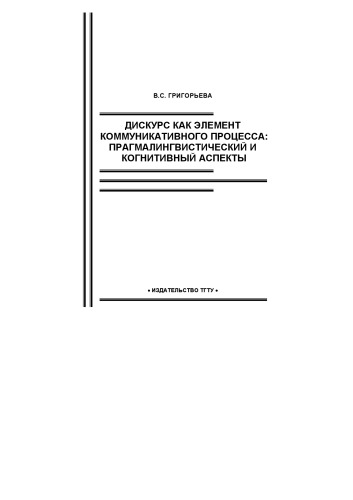 В.С. ГРИГОРЬЕВА
ДИСКУРС КАК ЭЛЕМЕНТ
КОММУНИКАТИВНОГО ПРОЦЕССА:
ПРАГМАЛИНГВИСТИЧЕСКИЙ И
КОГНИТИВНЫЙ АСПЕКТЫ
• ИЗДАТЕЛЬСТВО ТГТУ •